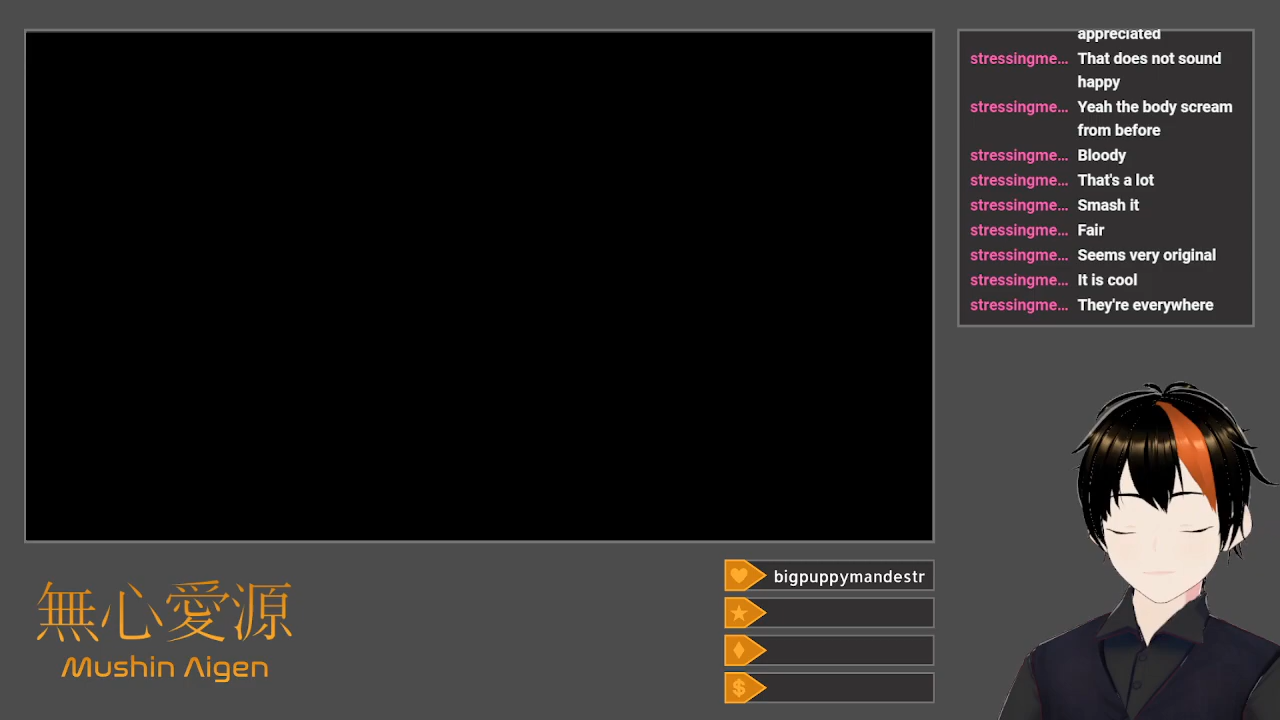 appreciated
stressingme... That does not sound
happy
stressingme... Yeah the body scream
from before
stressingme... Bloody
stressingme... That's a lot
stressingme... Smash it
stressingme... Fair
stressingme... Seems very original
stressingme... It is cool
stressingme... They're everywhere
bigpuppymandestr
$
無心愛源
Mushin Aigen